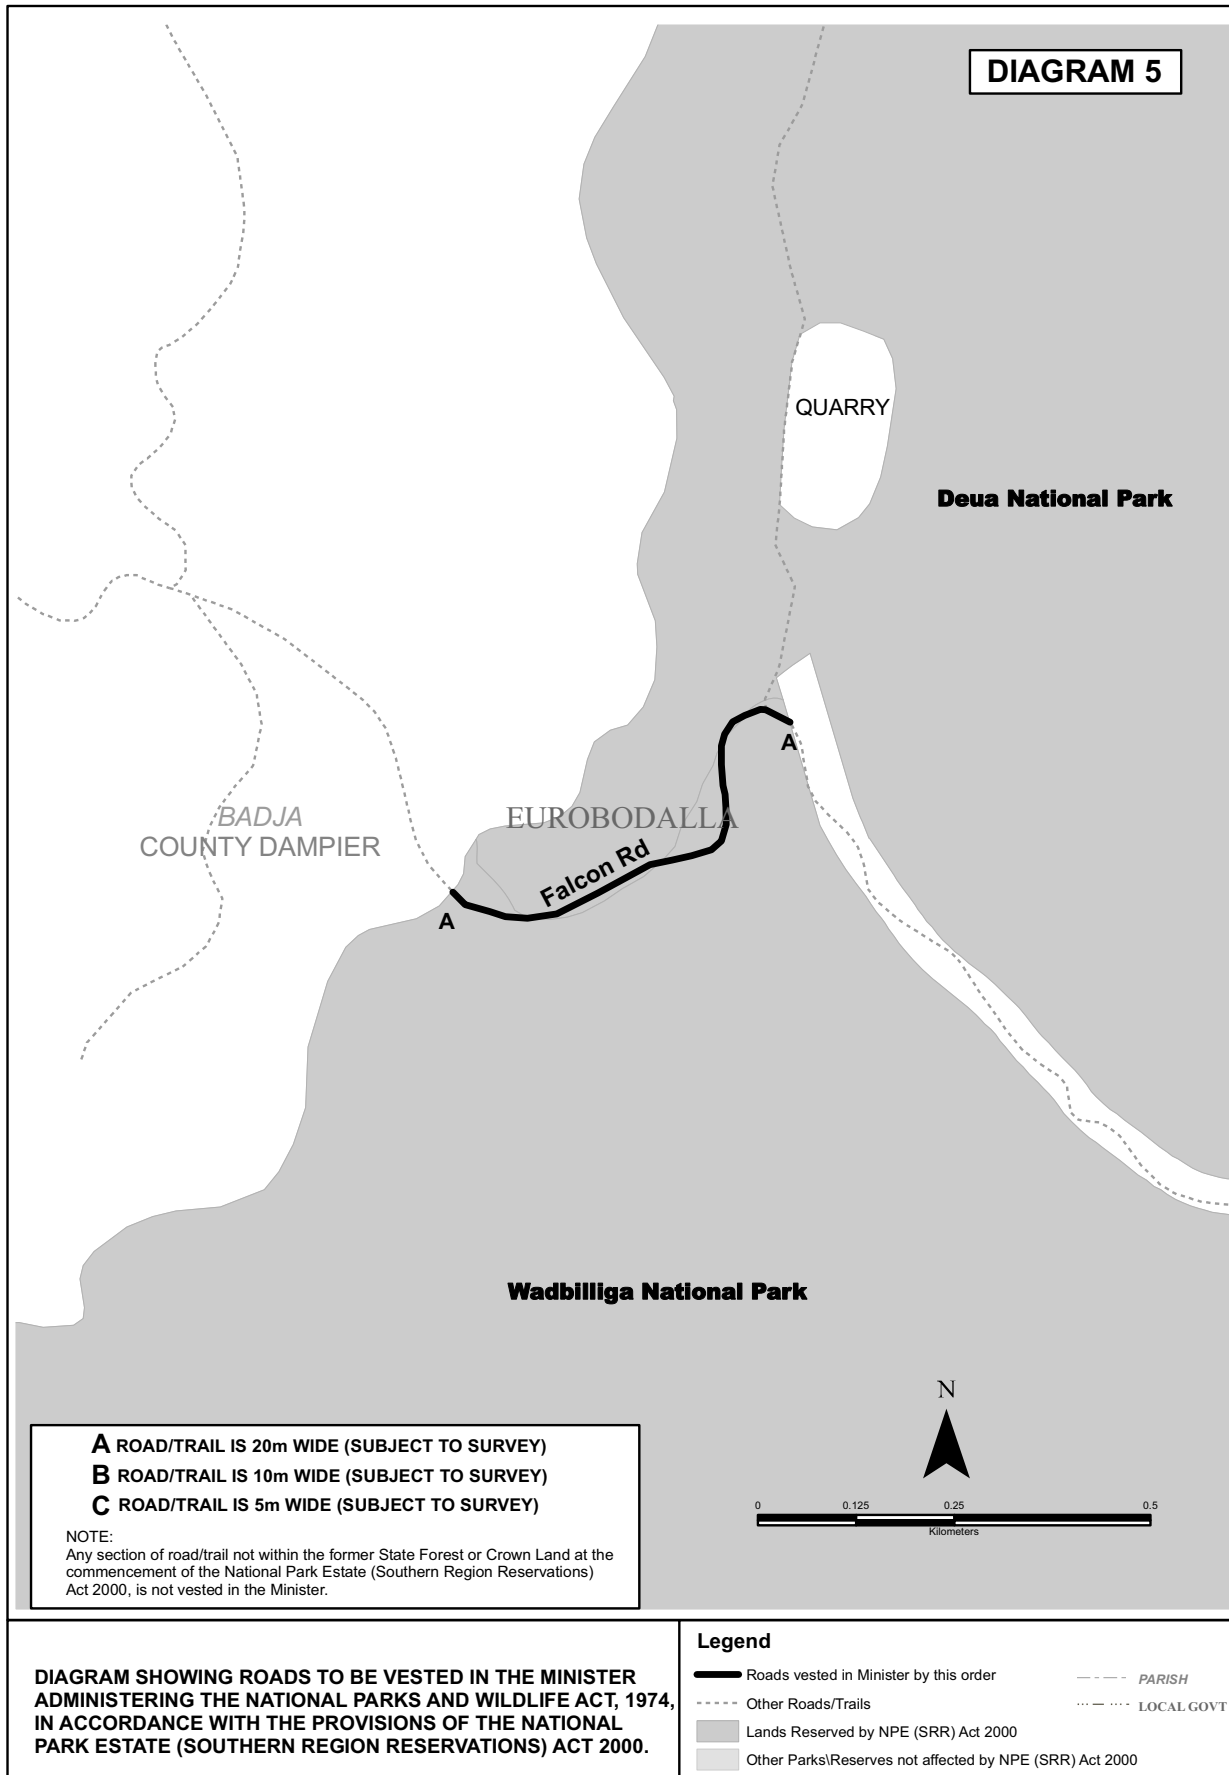 DIAGRAM 5
QUARRY
Deua National Park
A
BADJA
COUNTY DAMPIER
EUROBODALLA
Falcon Rd
A
Wadbilliga National Park
N
A ROAD/TRAIL IS 20m WIDE (SUBJECT TO SURVEY)
B ROAD/TRAIL IS 10m WIDE (SUBJECT TO SURVEY)
C ROAD/TRAIL IS 5m WIDE (SUBJECT TO SURVEY)
NOTE:
Any section of road/trail not within the former State Forest or Crown Land at the
commencement of the National Park Estate (Southern Region Reservations)
Act 2000, is not vested in the Minister.
0 0.125 0.25 0.5
Kilometers
DIAGRAM SHOWING ROADS TO BE VESTED IN THE MINISTER
ADMINISTERING THE NATIONAL PARKS AND WILDLIFE ACT, 1974,
IN ACCORDANCE WITH THE PROVISIONS OF THE NATIONAL
PARK ESTATE (SOUTHERN REGION RESERVATIONS) ACT 2000.
Legend
Roads vested in Minister by this order
Other Roads/Trails
Lands Reserved by NPE (SRR) Act 2000
Other Parks\Reserves not affected by NPE (SRR) Act 2000
PARISH
LOCAL GOVT